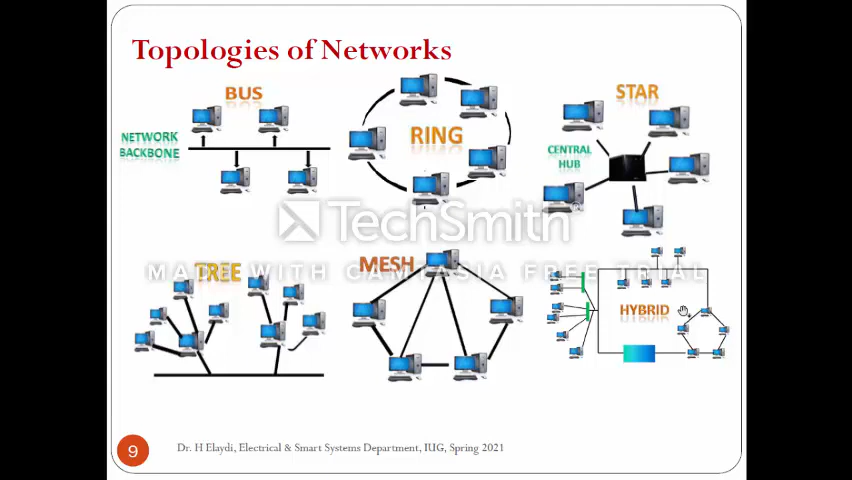 Topologies of Networks
BUS
NETWORK
BACKBONE
RING
STAR
CENTRAL
HUB
TechSmith
MADE WITH CAMTASIA FREE TRIAL
TREE
MESH
HYBRID
9
Dr. H Elaydi, Electrical & Smart Systems Department, IUG, Spring 2021